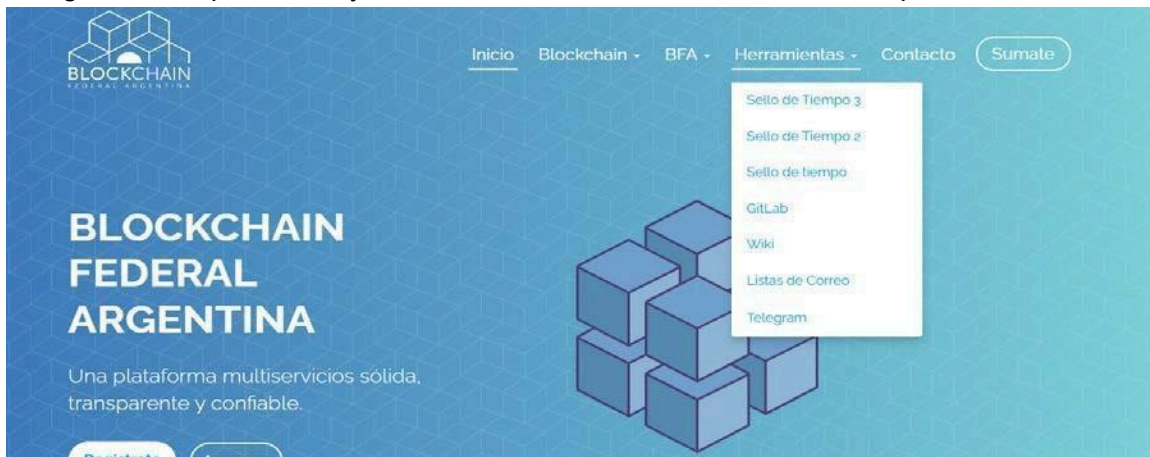 BLOCKCHAIN
FEDERAL ARGENTINA
Inicio Blockchain BFA Herramientas Contacto Sumate
Sello de Tiempo 3
Sello de Tiempo 2
Sello de tiempo
GitLab
Wiki
Listas de Correo
Telegram
BLOCKCHAIN
FEDERAL
ARGENTINA
Una plataforma multiservicios sólida,
transparente y confiable.